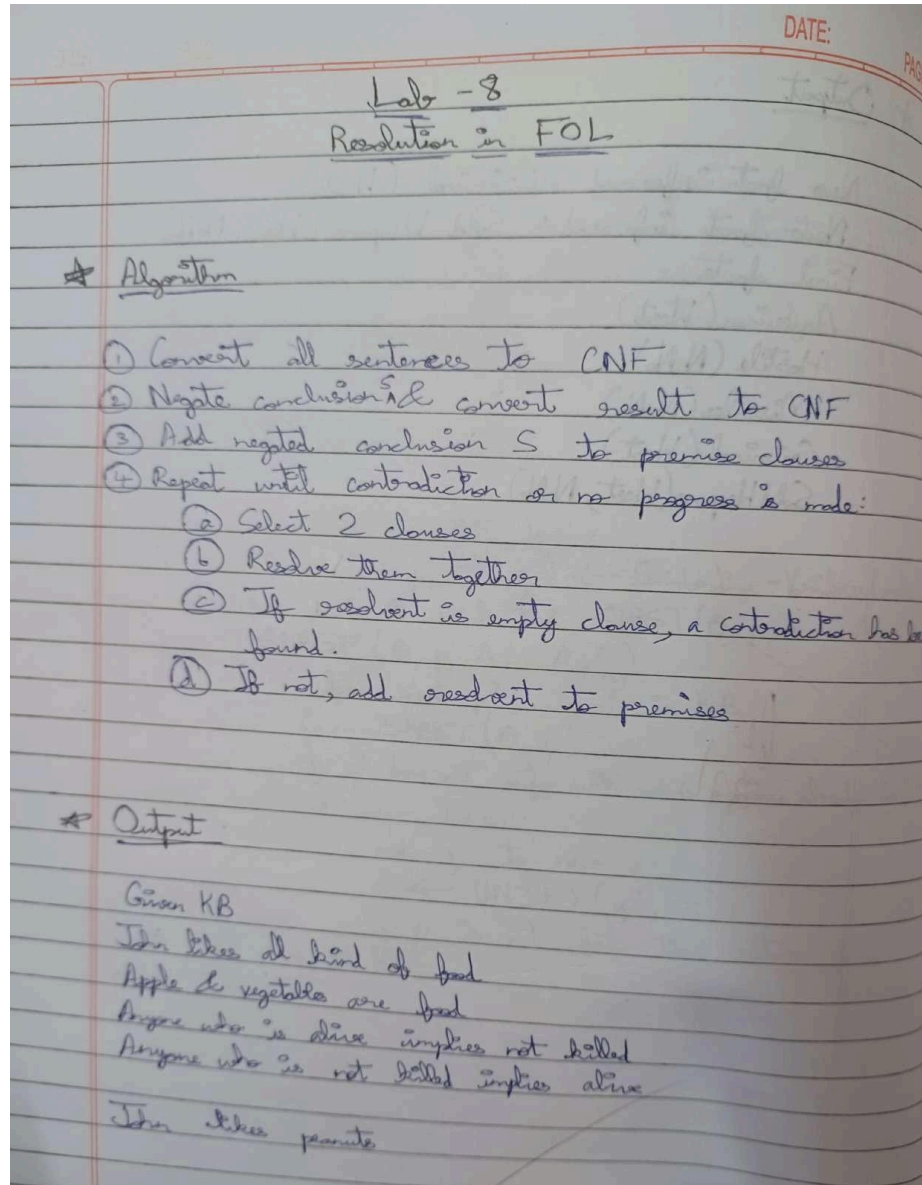 DATE:
PAG
Lab - 8
Resolution in FOL
Algorithm
① Convert all sentences to CNF
② Negate conclusion S & convert result to CNF
③ Add negated conclusion S to premise clauses
④ Repeat until contradiction or no progress is made:
ⓐ Select 2 clauses
ⓑ Resolve them together
ⓒ If resolvent is empty clause, a contradiction has be
found.
ⓓ If not, add resolvent to premises
Output
Given KB
John likes all kind of food
Apple & vegetables are food
Anyone who is alive implies not killed
Anyone who is not killed implies alive
John likes peanuts